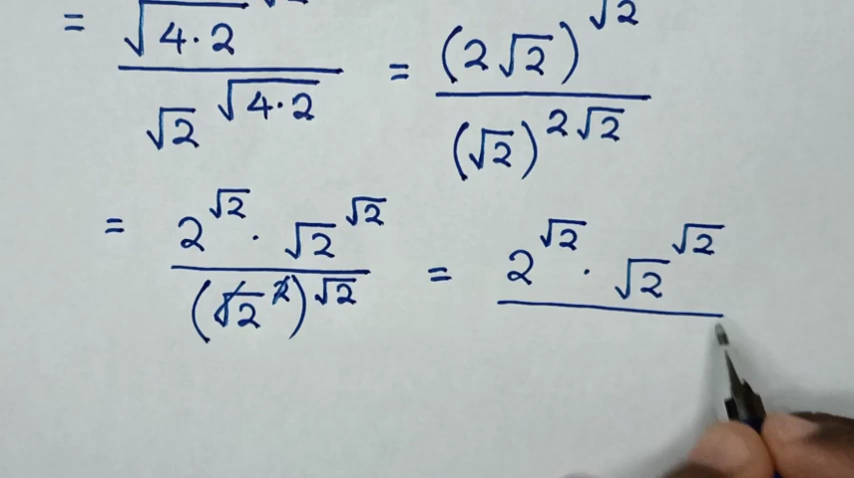 = √(4·2)^√2 / √2^√(4·2) = (2√2)^√2 / (√2)^(2√2)
= 2^√2 · √2^√2 / (√2^2)^√2 = 2^√2 · √2^√2